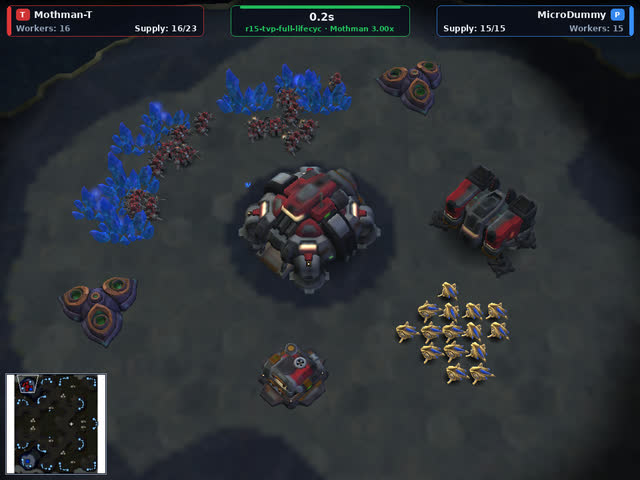 T Mothman-T
Workers: 16 Supply: 16/23
0.2s
r15-tvp-full-lifecyc · Mothman 3.00x
MicroDummy P
Supply: 15/15 Workers: 15